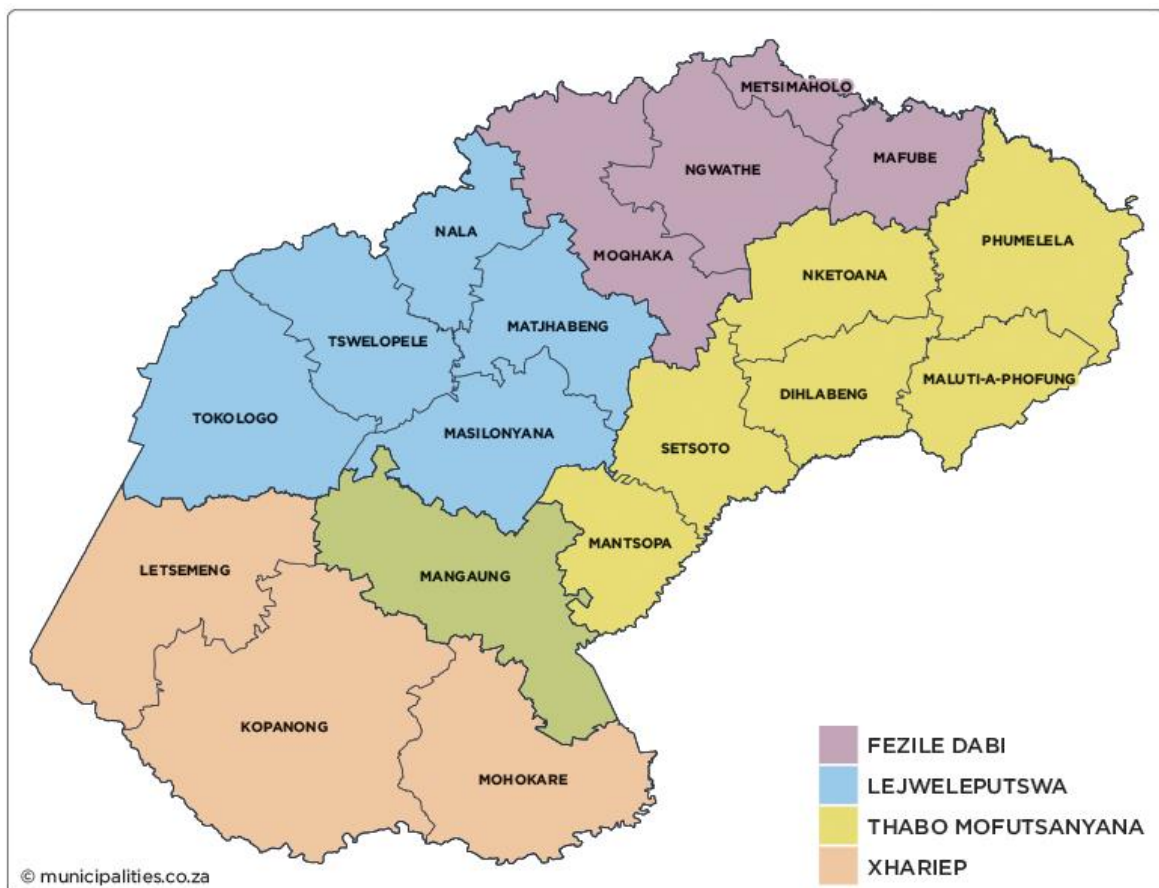 METSIMAHOLO
MAFUBE
NGWATHE
NALA
PHUMELELA
MOQHAKA
NKETOANA
MATJHABENG
TSWELOPELE
MALUTI-A-PHOFUNG
DIHLABENG
TOKOLOGO
MASILONYANA
SETSOTO
MANTSOPA
LETSEMENG
MANGAUNG
KOPANONG
MOHOKARE
FEZILE DABI
LEJWELEPUTSWA
THABO MOFUTSANYANA
XHARIEP
© municipalities.co.za